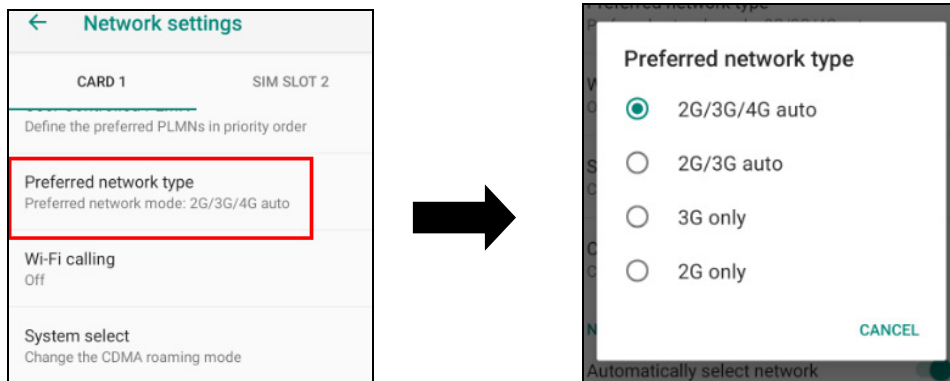 Network settings
CARD 1
SIM SLOT 2
Define the preferred PLMNs in priority order
Preferred network type
Preferred network mode: 2G/3G/4G auto
Wi-Fi calling
Off
System select
Change the CDMA roaming mode
Preferred network type
2G/3G/4G auto
2G/3G auto
3G only
2G only
CANCEL
Automatically select network